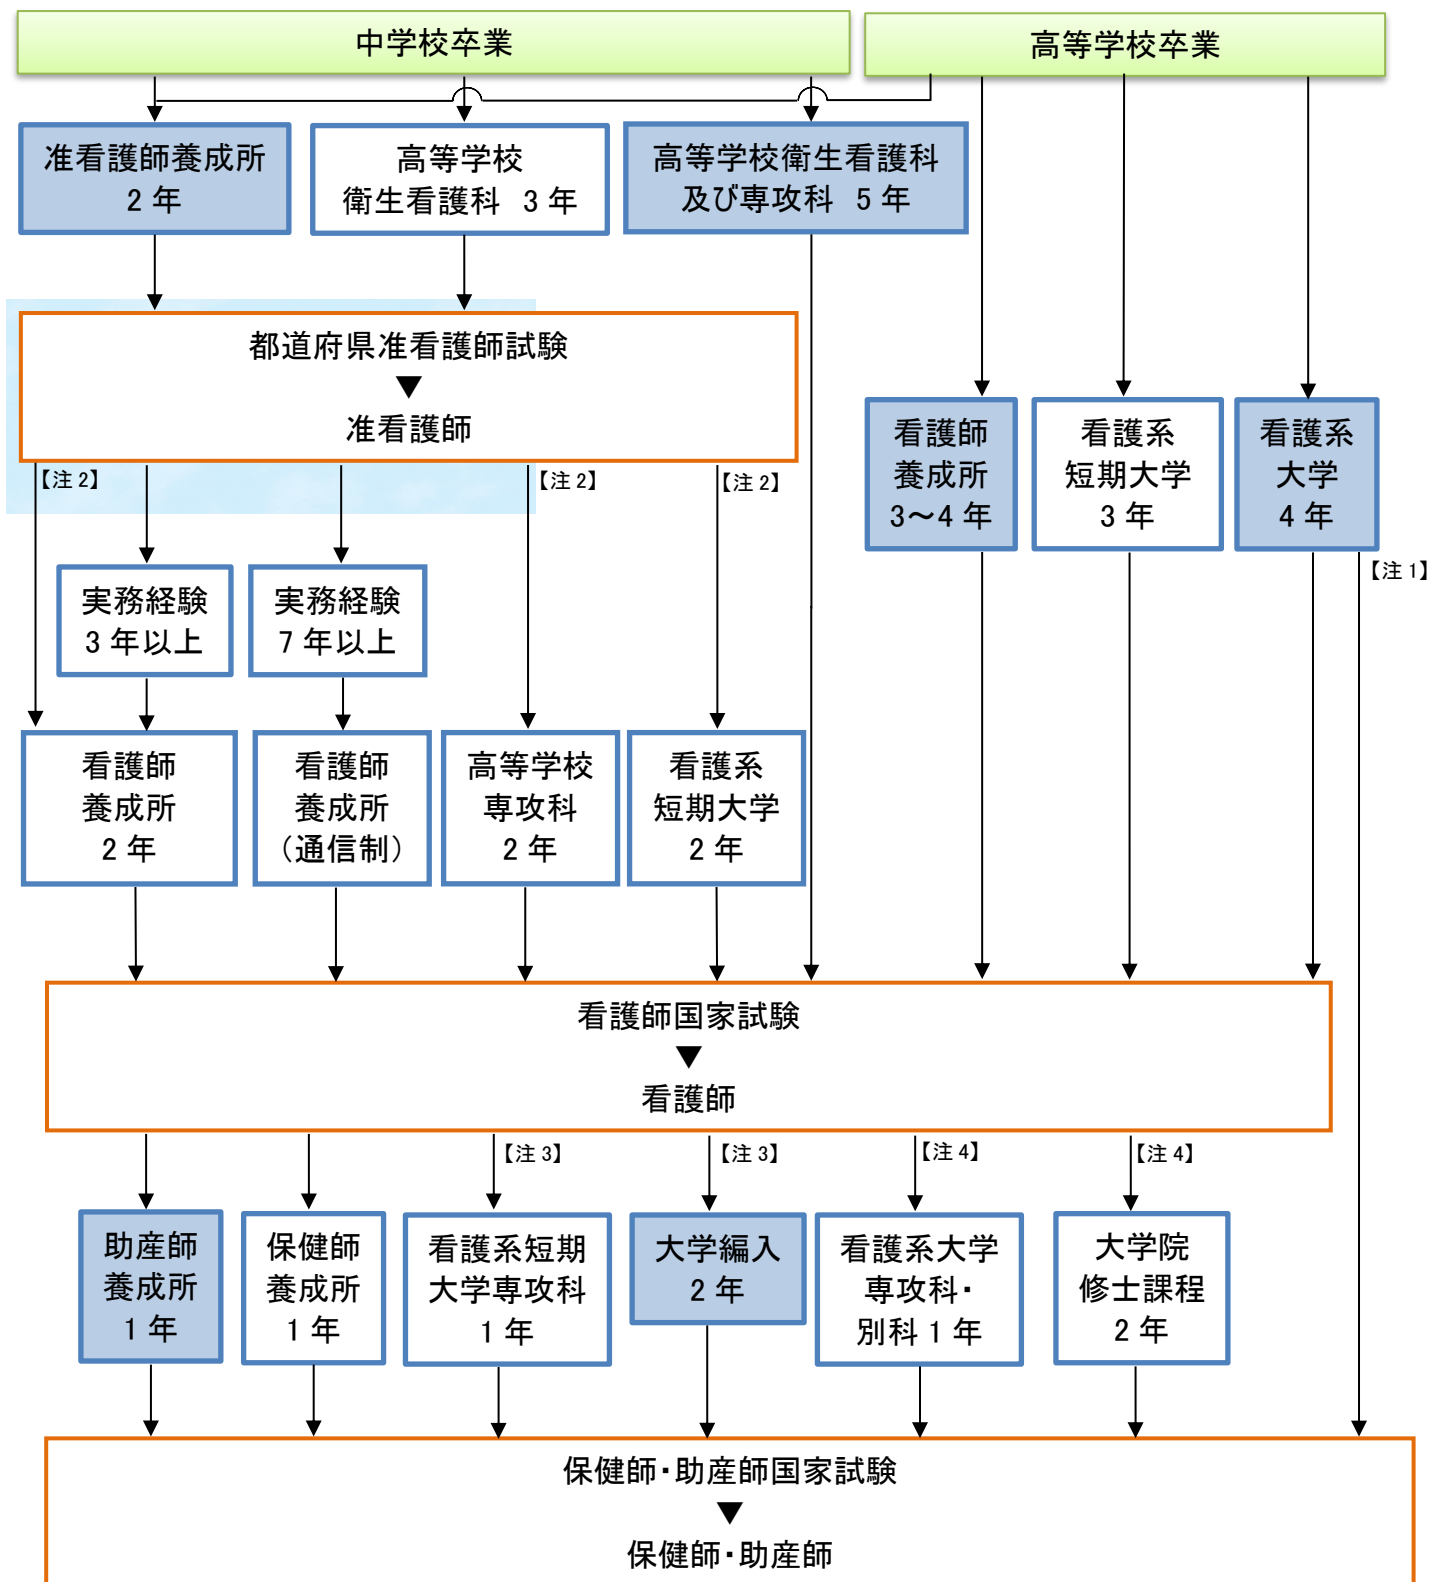 中学校卒業
高等学校卒業
准看護師養成所
2 年
高等学校
衛生看護科 3 年
高等学校衛生看護科
及び専攻科 5 年
都道府県准看護師試験
▼
准看護師
看護師
養成所
3～4 年
看護系
短期大学
3 年
看護系
大学
4 年
【注 2】
【注 2】
【注 2】
【注 1】
実務経験
3 年以上
実務経験
7 年以上
看護師
養成所
2 年
看護師
養成所
（通信制）
高等学校
専攻科
2 年
看護系
短期大学
2 年
看護師国家試験
▼
看護師
【注 3】
【注 3】
【注 4】
【注 4】
助産師
養成所
1 年
保健師
養成所
1 年
看護系短期
大学専攻科
1 年
大学編入
2 年
看護系大学
専攻科・
別科 1 年
大学院
修士課程
2 年
保健師・助産師国家試験
▼
保健師・助産師